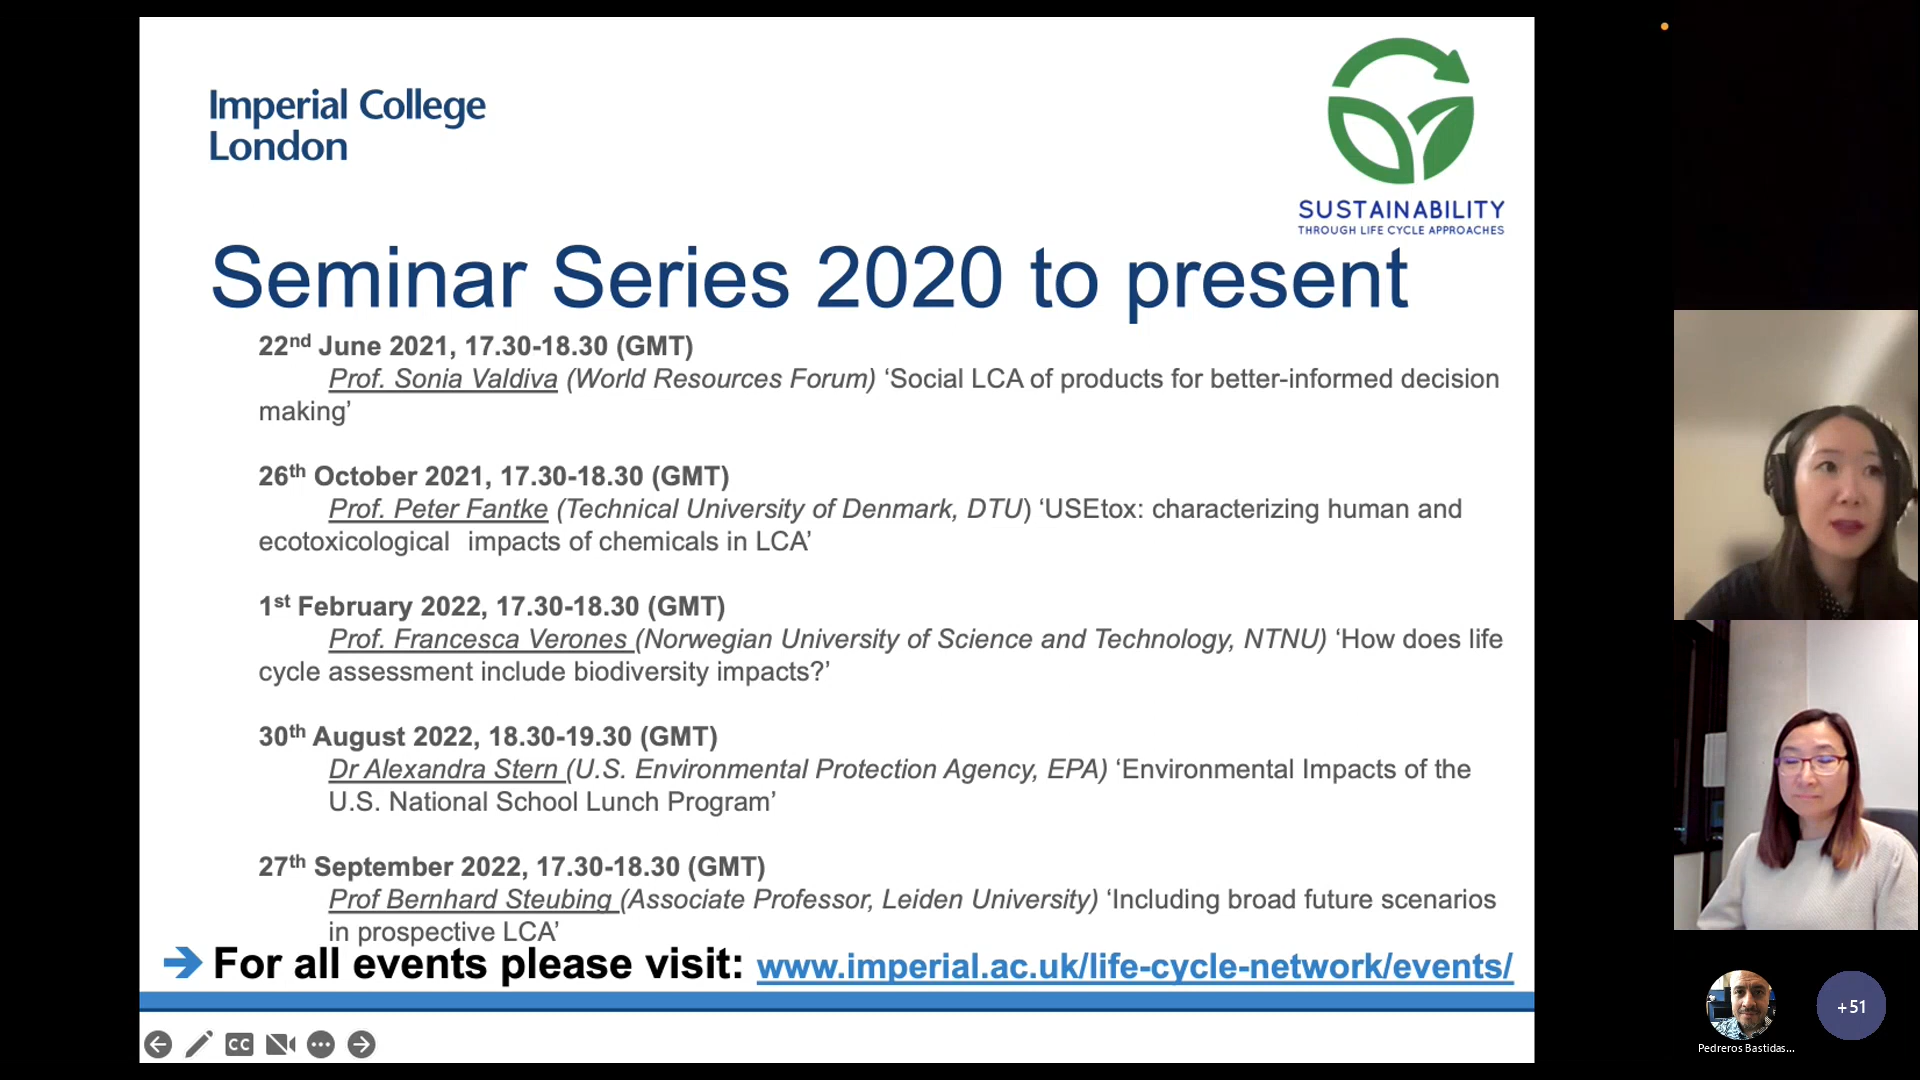 Imperial College
London
SUSTAINABILITY
THROUGH LIFE CYCLE APPROACHES
Seminar Series 2020 to present
22nd June 2021, 17.30-18.30 (GMT)
Prof. Sonia Valdiva (World Resources Forum) ‘Social LCA of products for better-informed decision
making’
26th October 2021, 17.30-18.30 (GMT)
Prof. Peter Fantke (Technical University of Denmark, DTU) ‘USEtox: characterizing human and
ecotoxicological impacts of chemicals in LCA’
1st February 2022, 17.30-18.30 (GMT)
Prof. Francesca Verones (Norwegian University of Science and Technology, NTNU) ‘How does life
cycle assessment include biodiversity impacts?’
30th August 2022, 18.30-19.30 (GMT)
Dr Alexandra Stern (U.S. Environmental Protection Agency, EPA) ‘Environmental Impacts of the
U.S. National School Lunch Program’
27th September 2022, 17.30-18.30 (GMT)
Prof Bernhard Steubing (Associate Professor, Leiden University) ‘Including broad future scenarios
in prospective LCA’
➔ For all events please visit: www.imperial.ac.uk/life-cycle-network/events/
CC
+51
Pedreros Bastidas...